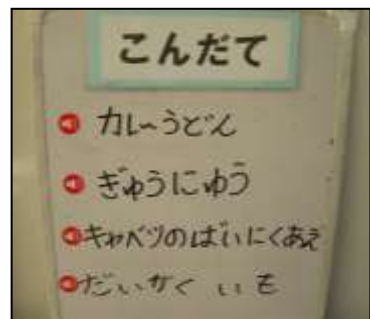 こんだて
カレーうどん
ぎゅうにゅう
キャベツのばいにくあえ
だいがくいも